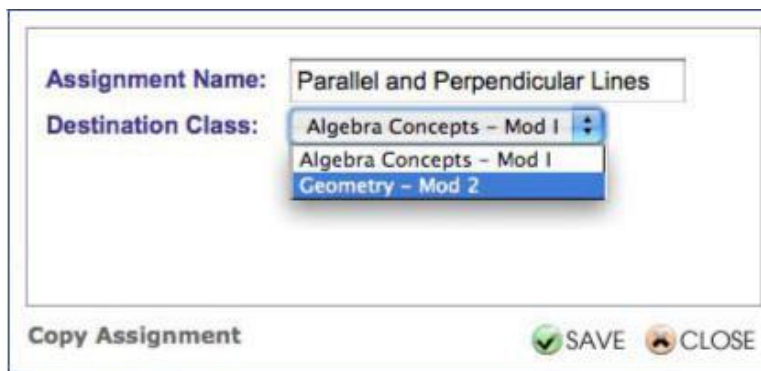 Assignment Name: Parallel and Perpendicular Lines
Destination Class: Algebra Concepts – Mod I
Algebra Concepts – Mod I
Geometry – Mod 2
Copy Assignment SAVE CLOSE